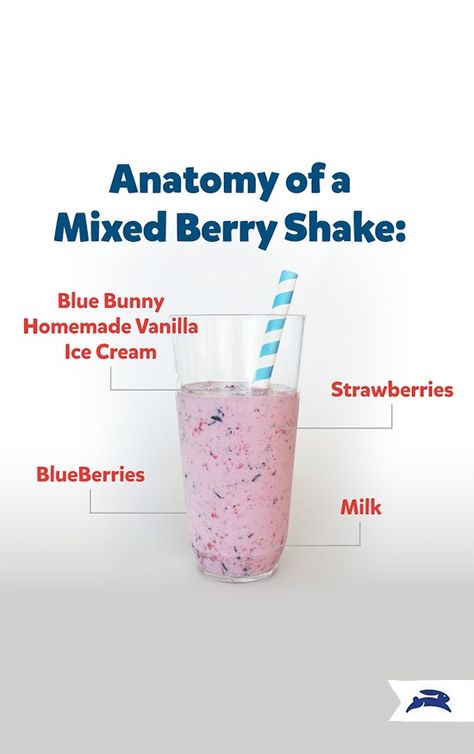 Anatomy of a
Mixed Berry Shake:
Blue Bunny
Homemade Vanilla
Ice Cream
Strawberries
BlueBerries
Milk